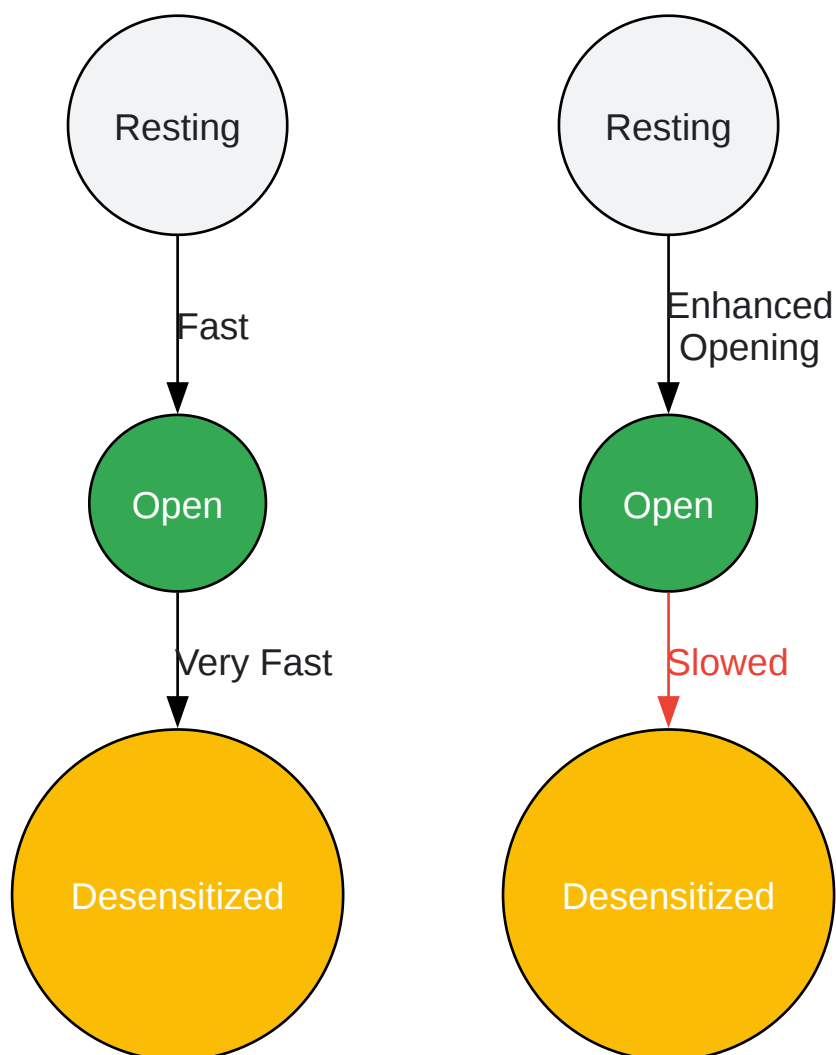 Resting
Resting
Fast
Enhanced
Opening
Open
Open
Very Fast
Slowed
Desensitized
Desensitized